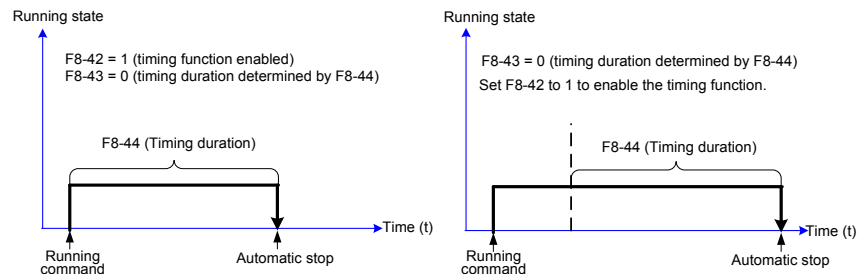 Running state
F8-42 = 1 (timing function enabled)
F8-43 = 0 (timing duration determined by F8-44)
F8-44 (Timing duration)
Time (t)
Running
command
Automatic stop
Running state
F8-43 = 0 (timing duration determined by F8-44)
Set F8-42 to 1 to enable the timing function.
F8-44 (Timing duration)
Time (t)
Running
command
Automatic stop